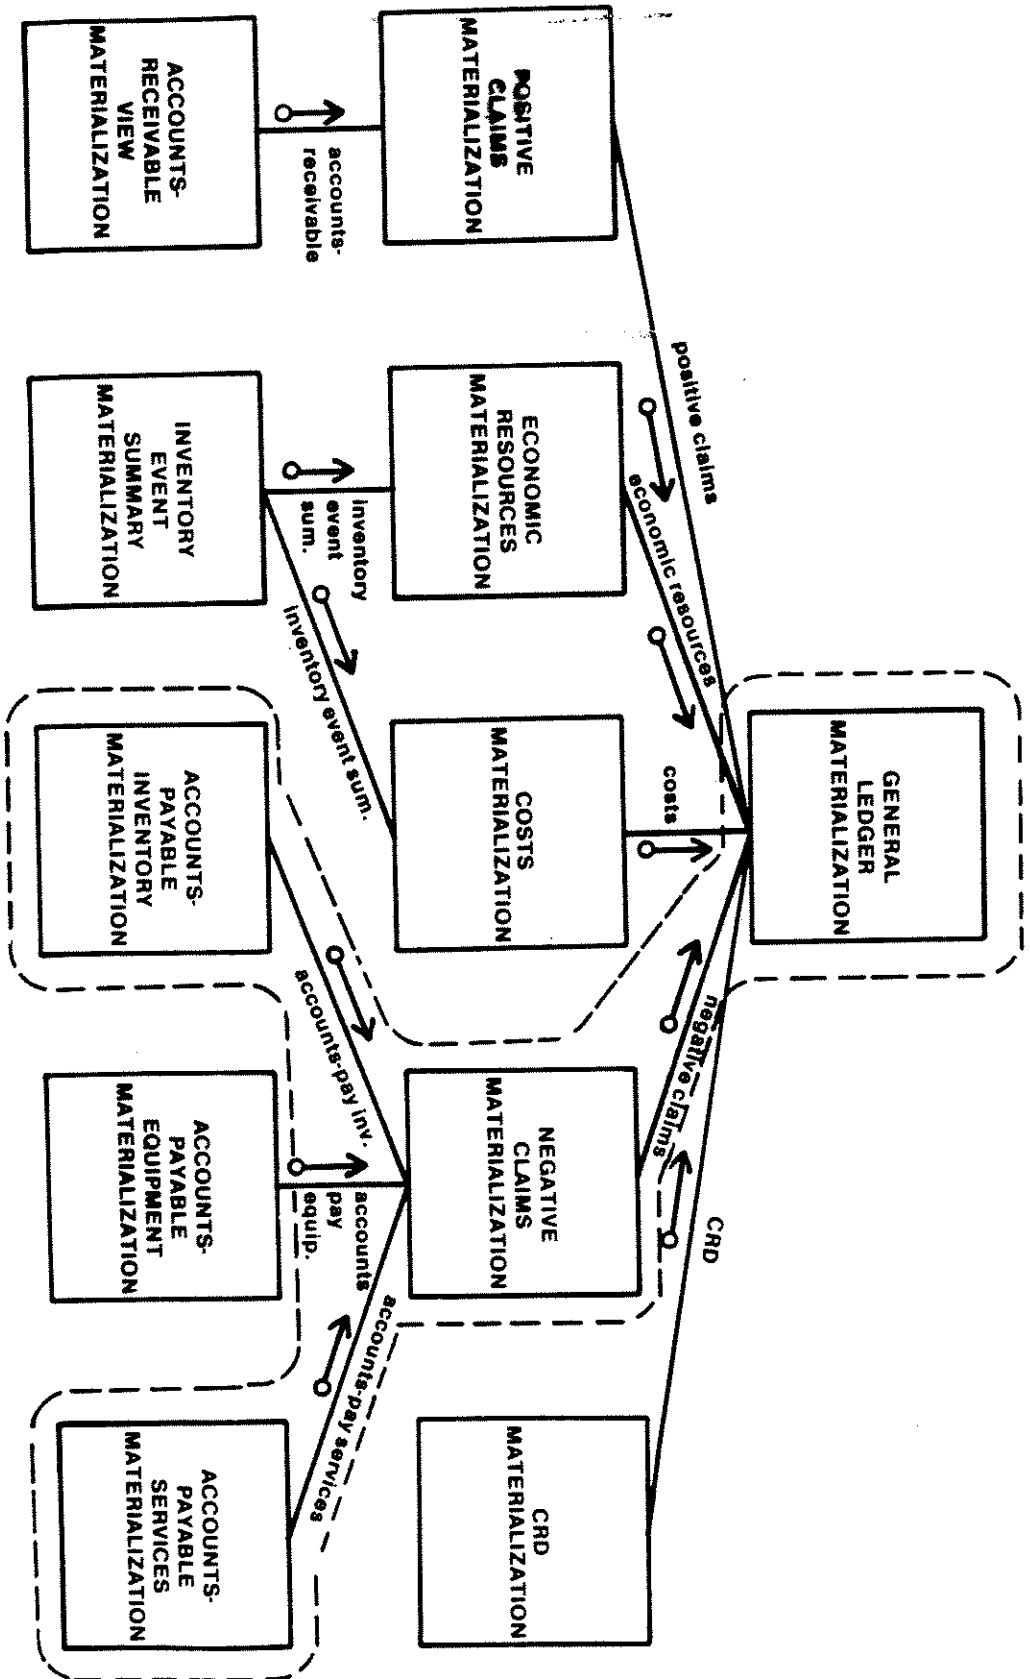 GENERAL
LEDGER
MATERIALIZATION
positive claims
economic resources
costs
negative claims
CRD
POSITIVE
CLAIMS
MATERIALIZATION
ECONOMIC
RESOURCES
MATERIALIZATION
COSTS
MATERIALIZATION
NEGATIVE
CLAIMS
MATERIALIZATION
CRD
MATERIALIZATION
accounts-
receivable
inventory
event
sum.
inventory event sum.
accounts-pay inv.
accounts
pay
equip.
accounts-pay services
ACCOUNTS-
RECEIVABLE
VIEW
MATERIALIZATION
INVENTORY
EVENT
SUMMARY
MATERIALIZATION
ACCOUNTS-
PAYABLE
INVENTORY
MATERIALIZATION
ACCOUNTS-
PAYABLE
EQUIPMENT
MATERIALIZATION
ACCOUNTS-
PAYABLE
SERVICES
MATERIALIZATION